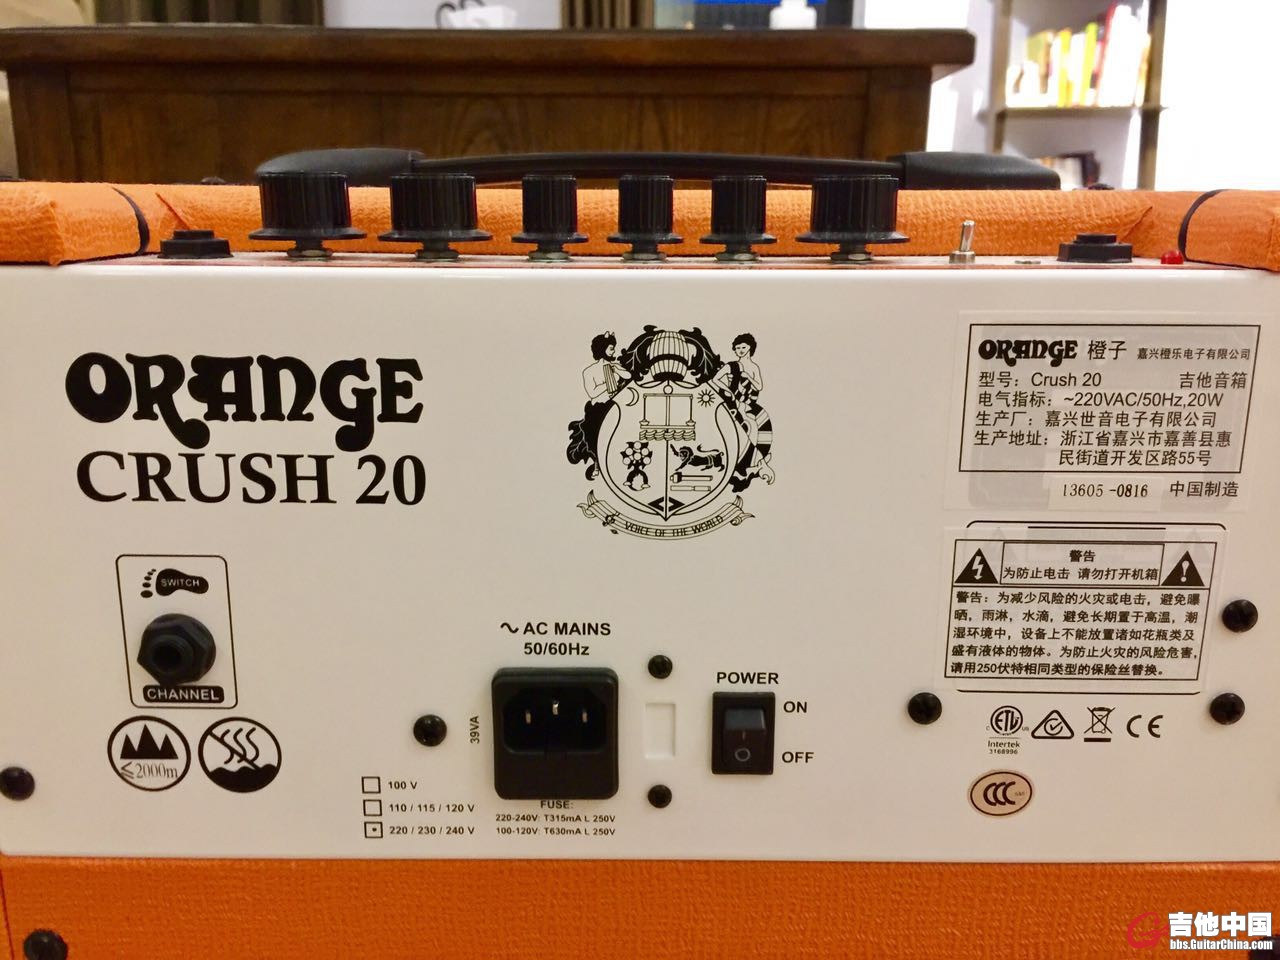 ORANGE
CRUSH 20
VOICE OF THE WORLD
ORANGE 橙子 嘉兴橙乐电子有限公司
型号：Crush 20 吉他音箱
电气指标：~220VAC/50Hz,20W
生产厂：嘉兴世音电子有限公司
生产地址：浙江省嘉兴市嘉善县惠
民街道开发区路55号
13605-0816 中国制造
警告
为防止电击 请勿打开机箱
警告：为减少风险的火灾或电击，避免曝
晒，雨淋，水滴，避免长期置于高温，潮
湿环境中，设备上不能放置诸如花瓶类及
盛有液体的物体。为防止火灾的风险危害，
请用250伏特相同类型的保险丝替换。
SWITCH
CHANNEL
≤2000m
AC MAINS
50/60Hz
39VA
100 V
110 / 115 / 120 V
220 / 230 / 240 V
FUSE:
220-240V: T315mA L 250V
100-120V: T630mA L 250V
POWER
ON
OFF
ETL
C US
Intertek
3168996
CE
CCC
吉他中国
bbs.GuitarChina.com